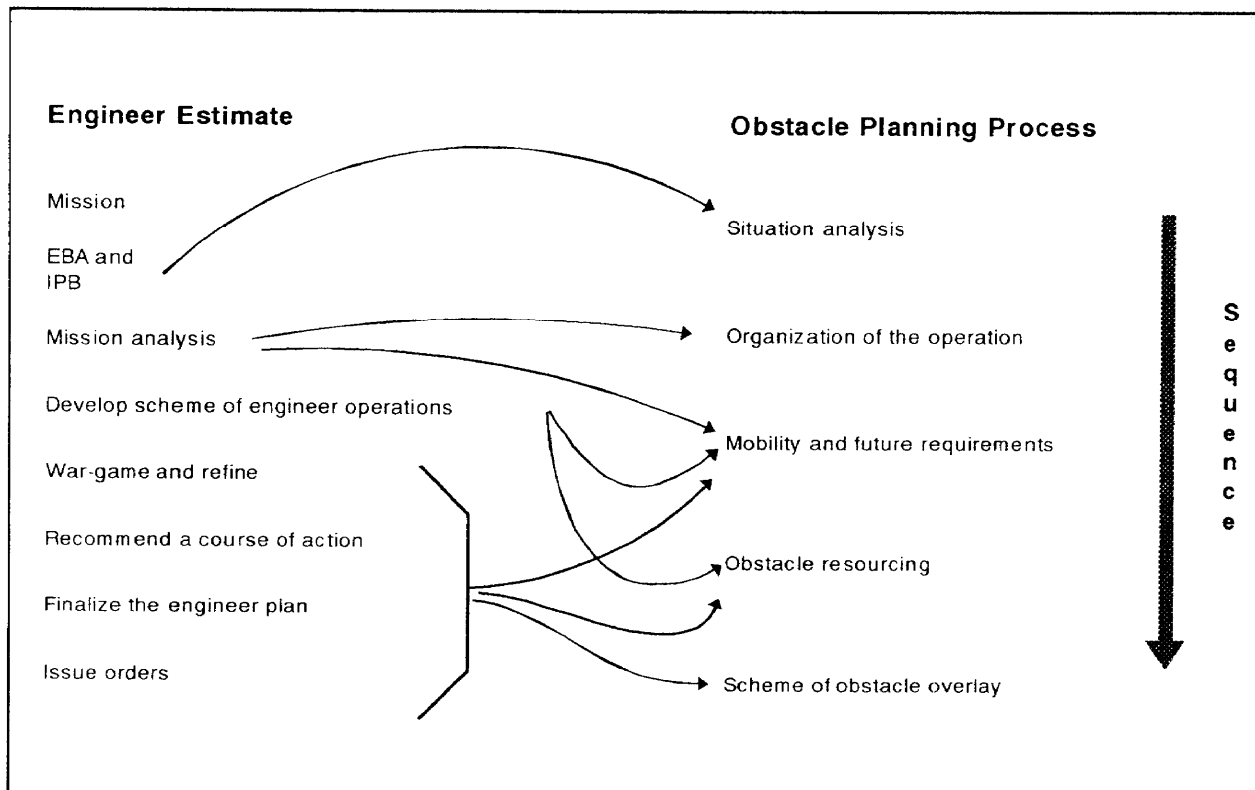 Engineer Estimate
Mission
EBA and
IPB
Mission analysis
Develop scheme of engineer operations
War-game and refine
Recommend a course of action
Finalize the engineer plan
Issue orders
Obstacle Planning Process
Situation analysis
Organization of the operation
Mobility and future requirements
Obstacle resourcing
Scheme of obstacle overlay
Sequence